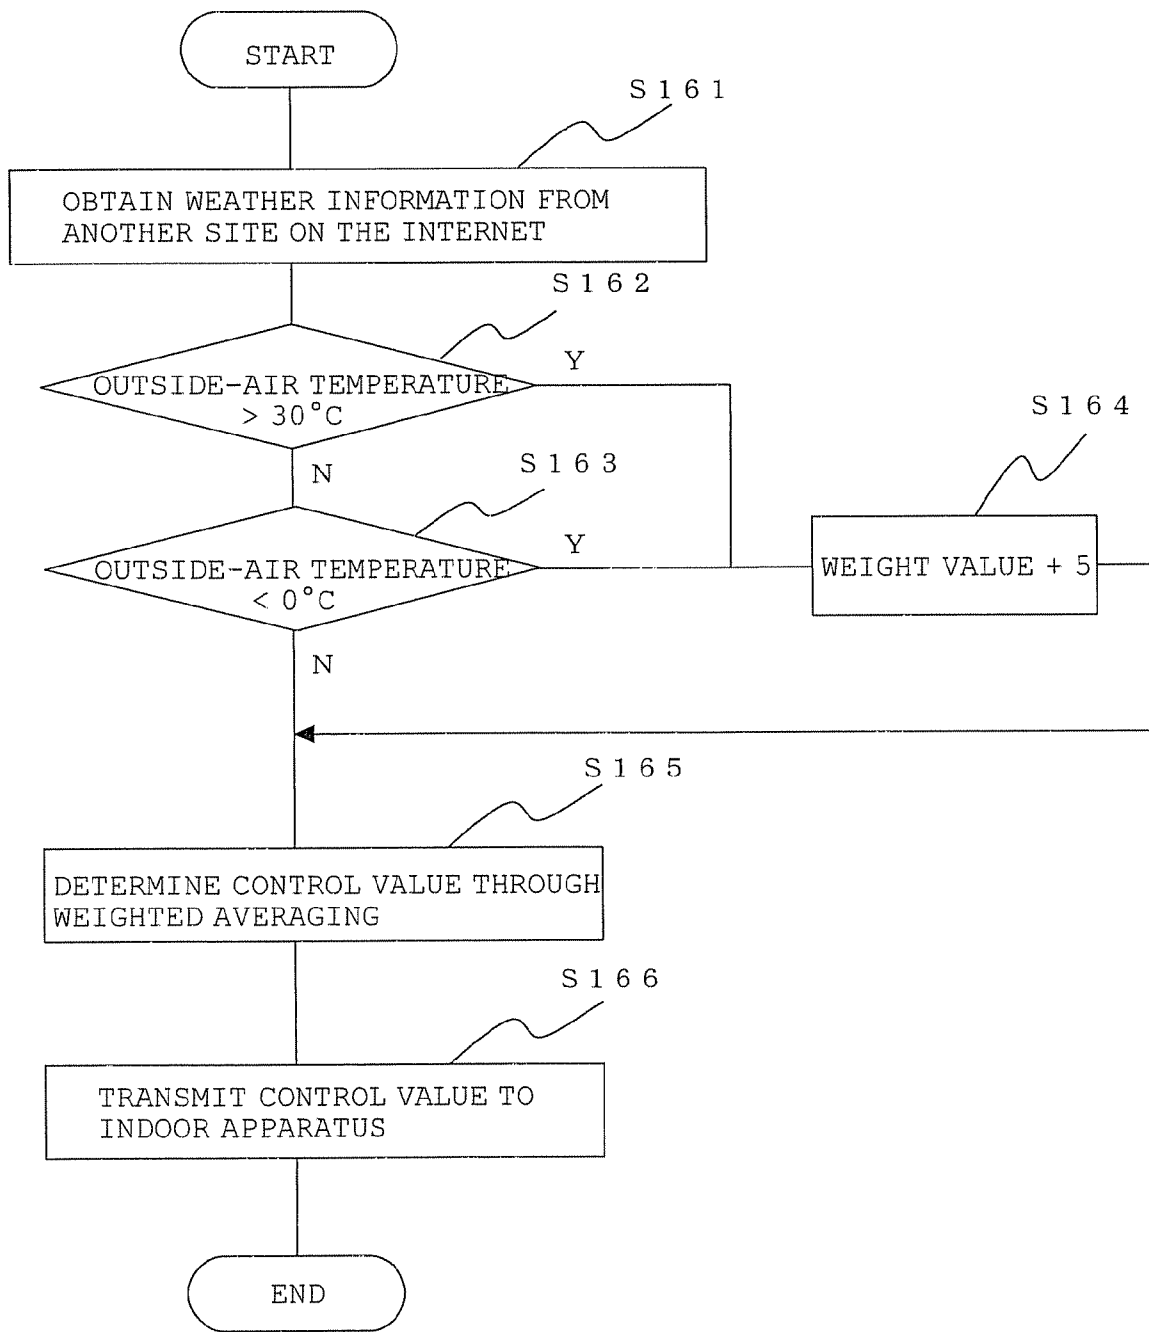 START
S161
OBTAIN WEATHER INFORMATION FROM
ANOTHER SITE ON THE INTERNET
S162
OUTSIDE-AIR TEMPERATURE
> 30°C
Y
N
S163
OUTSIDE-AIR TEMPERATURE
< 0°C
Y
N
S164
WEIGHT VALUE + 5
S165
DETERMINE CONTROL VALUE THROUGH
WEIGHTED AVERAGING
S166
TRANSMIT CONTROL VALUE TO
INDOOR APPARATUS
END